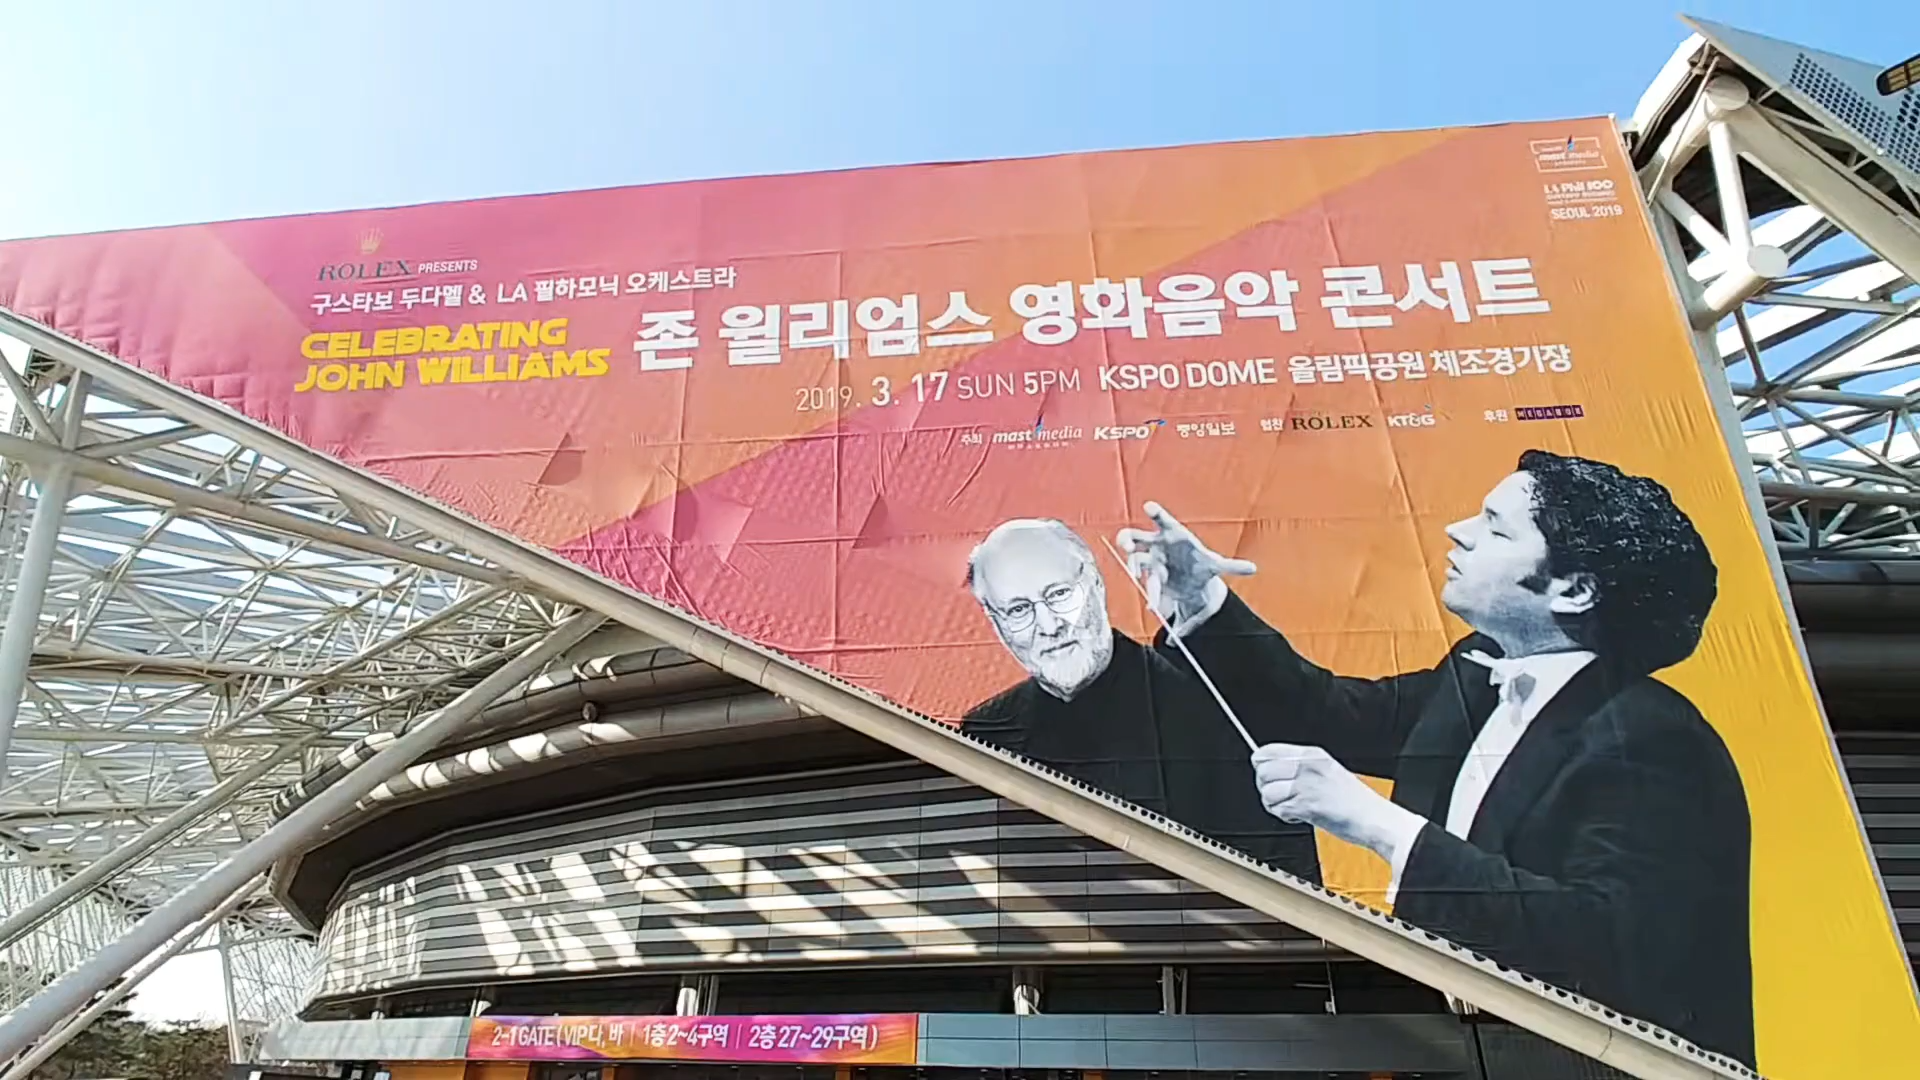 mast media
LA Phil 100
SEOUL 2019
ROLEX PRESENTS
구스타보 두다멜 & LA 필하모닉 오케스트라
CELEBRATING
JOHN WILLIAMS
존 윌리엄스 영화음악 콘서트
2019. 3. 17 SUN 5PM KSPO DOME 올림픽공원 체조경기장
주최 mast media KSPO 중앙일보 협찬 ROLEX KT&G 후원 MEGABOX
2-1 GATE ( VIP 다, 바 | 1층 2~4구역 | 2층 27~29구역 )